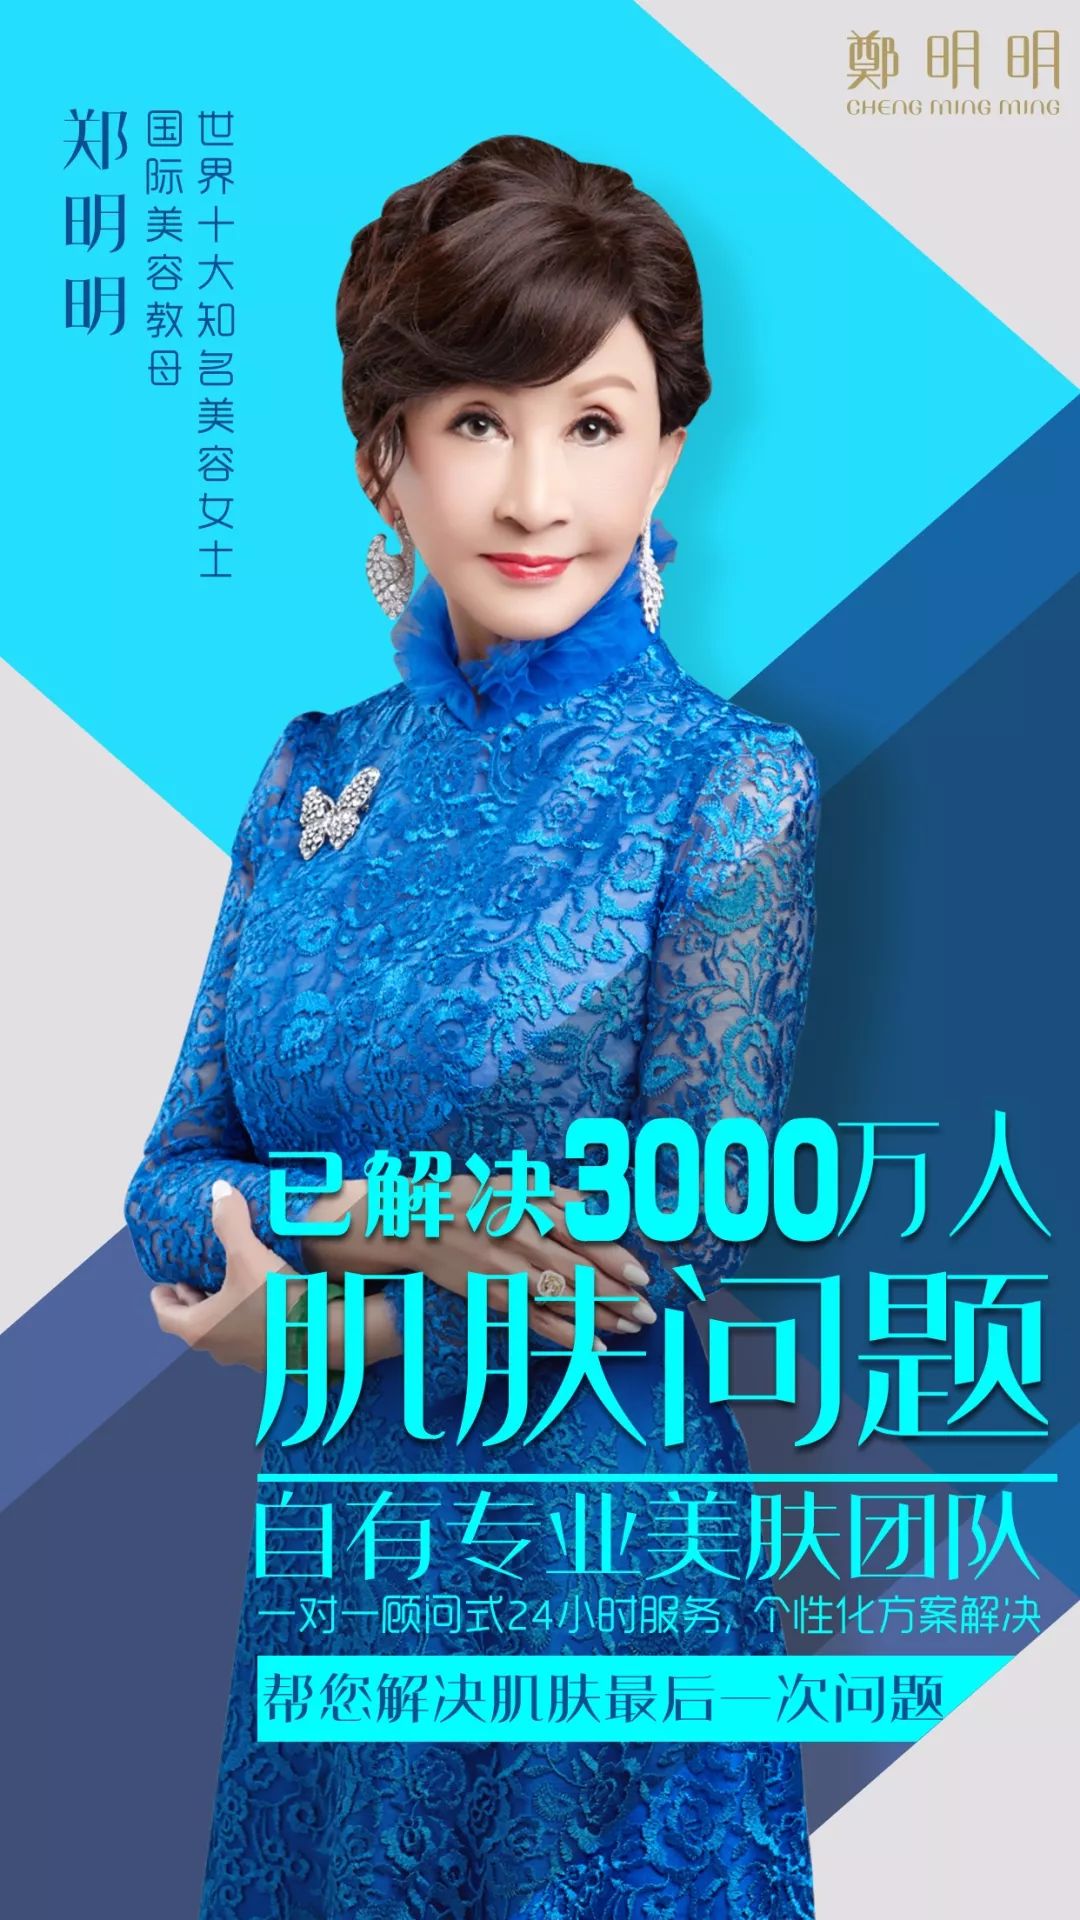 鄭明明
CHENG MING MING
郑明明
国际美容教母
世界十大知名美容女士
已解决3000万人
肌肤问题
自有专业美肤团队
一对一顾问式24小时服务，个性化方案解决
帮您解决肌肤最后一次问题